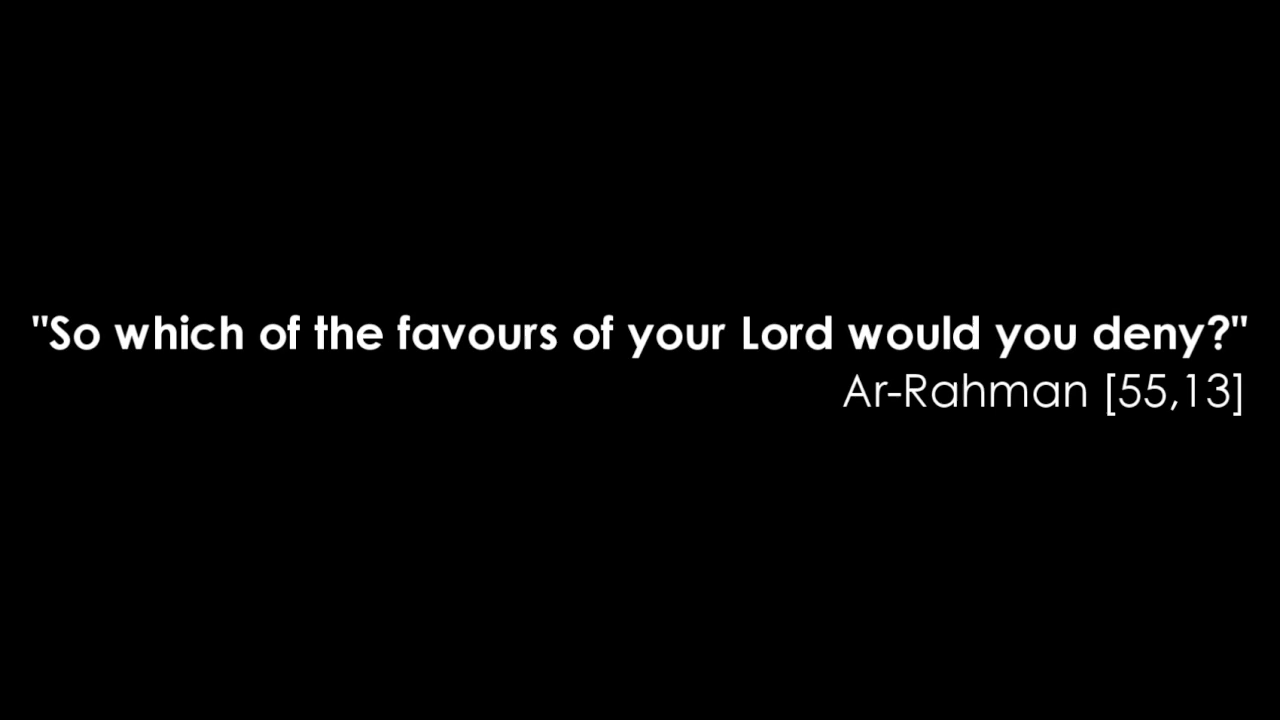 "So which of the favours of your Lord would you deny?"
Ar-Rahman [55,13]